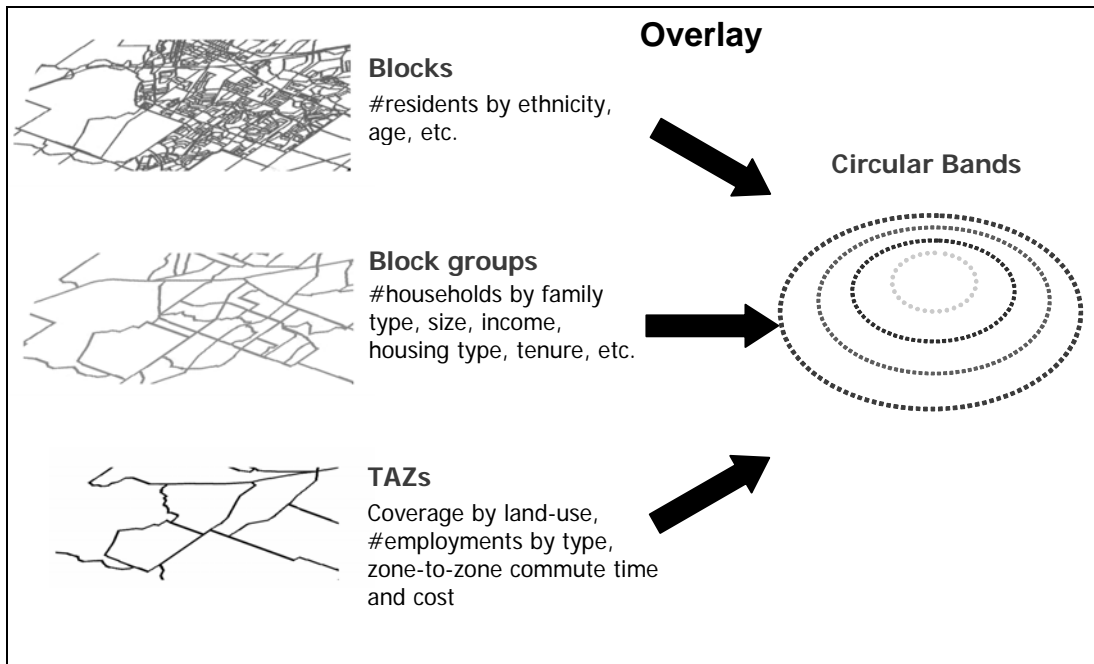 Overlay
Blocks
#residents by ethnicity,
age, etc.
Circular Bands
Block groups
#households by family
type, size, income,
housing type, tenure, etc.
TAZs
Coverage by land-use,
#employments by type,
zone-to-zone commute time
and cost